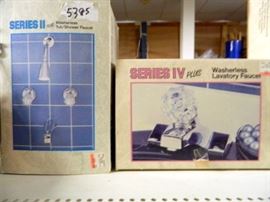 5395
SERIES II
Washerless
Tub/Shower Faucet
SERIES IV PLUS
Washerless
Lavatory Faucet